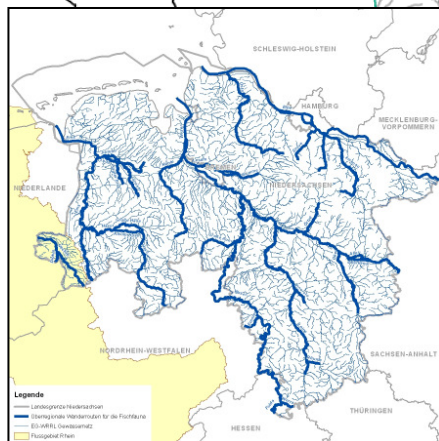 SCHLESWIG-HOLSTEIN
HAMBURG
MECKLENBURG-
VORPOMMERN
BREMEN
NIEDERLANDE
NIEDERSACHSEN
NORDRHEIN-WESTFALEN
SACHSEN-ANHALT
THÜRINGEN
HESSEN
Legende
Landesgrenze Niedersachsen
Überregionale Wanderrouten für die Fischfauna
EG-WRRL Gewässernetz
Flussgebiet Rhein